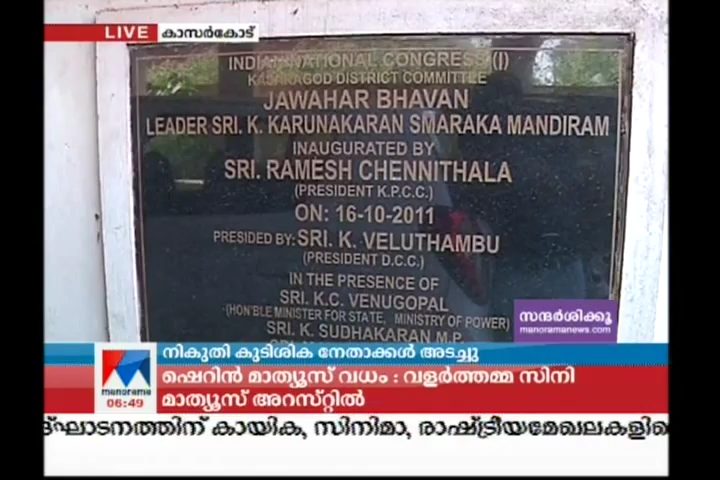 LIVE കാസർകോട്
INDIAN NATIONAL CONGRESS (I)
KASARAGOD DISTRICT COMMITTEE
JAWAHAR BHAVAN
LEADER SRI. K. KARUNAKARAN SMARAKA MANDIRAM
INAUGURATED BY
SRI. RAMESH CHENNITHALA
(PRESIDENT K.P.C.C.)
ON: 16-10-2011
PRESIDED BY: SRI. K. VELUTHAMBU
(PRESIDENT D.C.C.)
IN THE PRESENCE OF
SRI. K.C. VENUGOPAL
(HON'BLE MINISTER FOR STATE, MINISTRY OF POWER)
SRI. K. SUDHAKARAN M.P.
സന്ദർശിക്കൂ
manoramanews.com
നികുതി കുടിശിക നേതാക്കൾ അടച്ചു
ഷെറിൻ മാത്യൂസ് വധം : വളർത്തമ്മ സിനി
മാത്യൂസ് അറസ്റ്റിൽ
manorama
06:49
കായിക, സിനിമ,